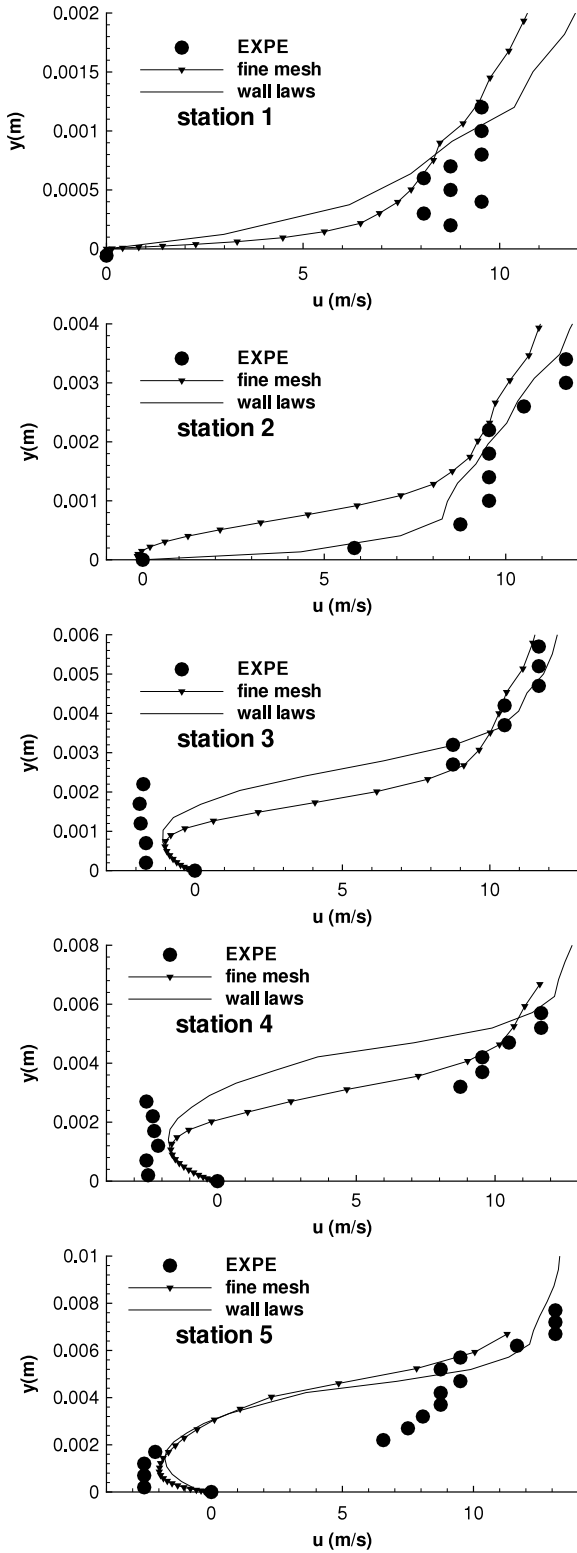 0.002
EXPE
fine mesh
wall laws
station 1
0.0015
0.001
0.0005
0
y(m)
0 5 10
u (m/s)
0.004
EXPE
fine mesh
wall laws
station 2
0.003
0.002
0.001
0
y(m)
0 5 10
u (m/s)
0.006
EXPE
fine mesh
wall laws
station 3
0.005
0.004
0.003
0.002
0.001
0
y(m)
0 5 10
u (m/s)
0.008
EXPE
fine mesh
wall laws
station 4
0.006
0.004
0.002
0
y(m)
0 5 10
u (m/s)
0.01
EXPE
fine mesh
wall laws
station 5
0.008
0.006
0.004
0.002
0
y(m)
0 5 10
u (m/s)